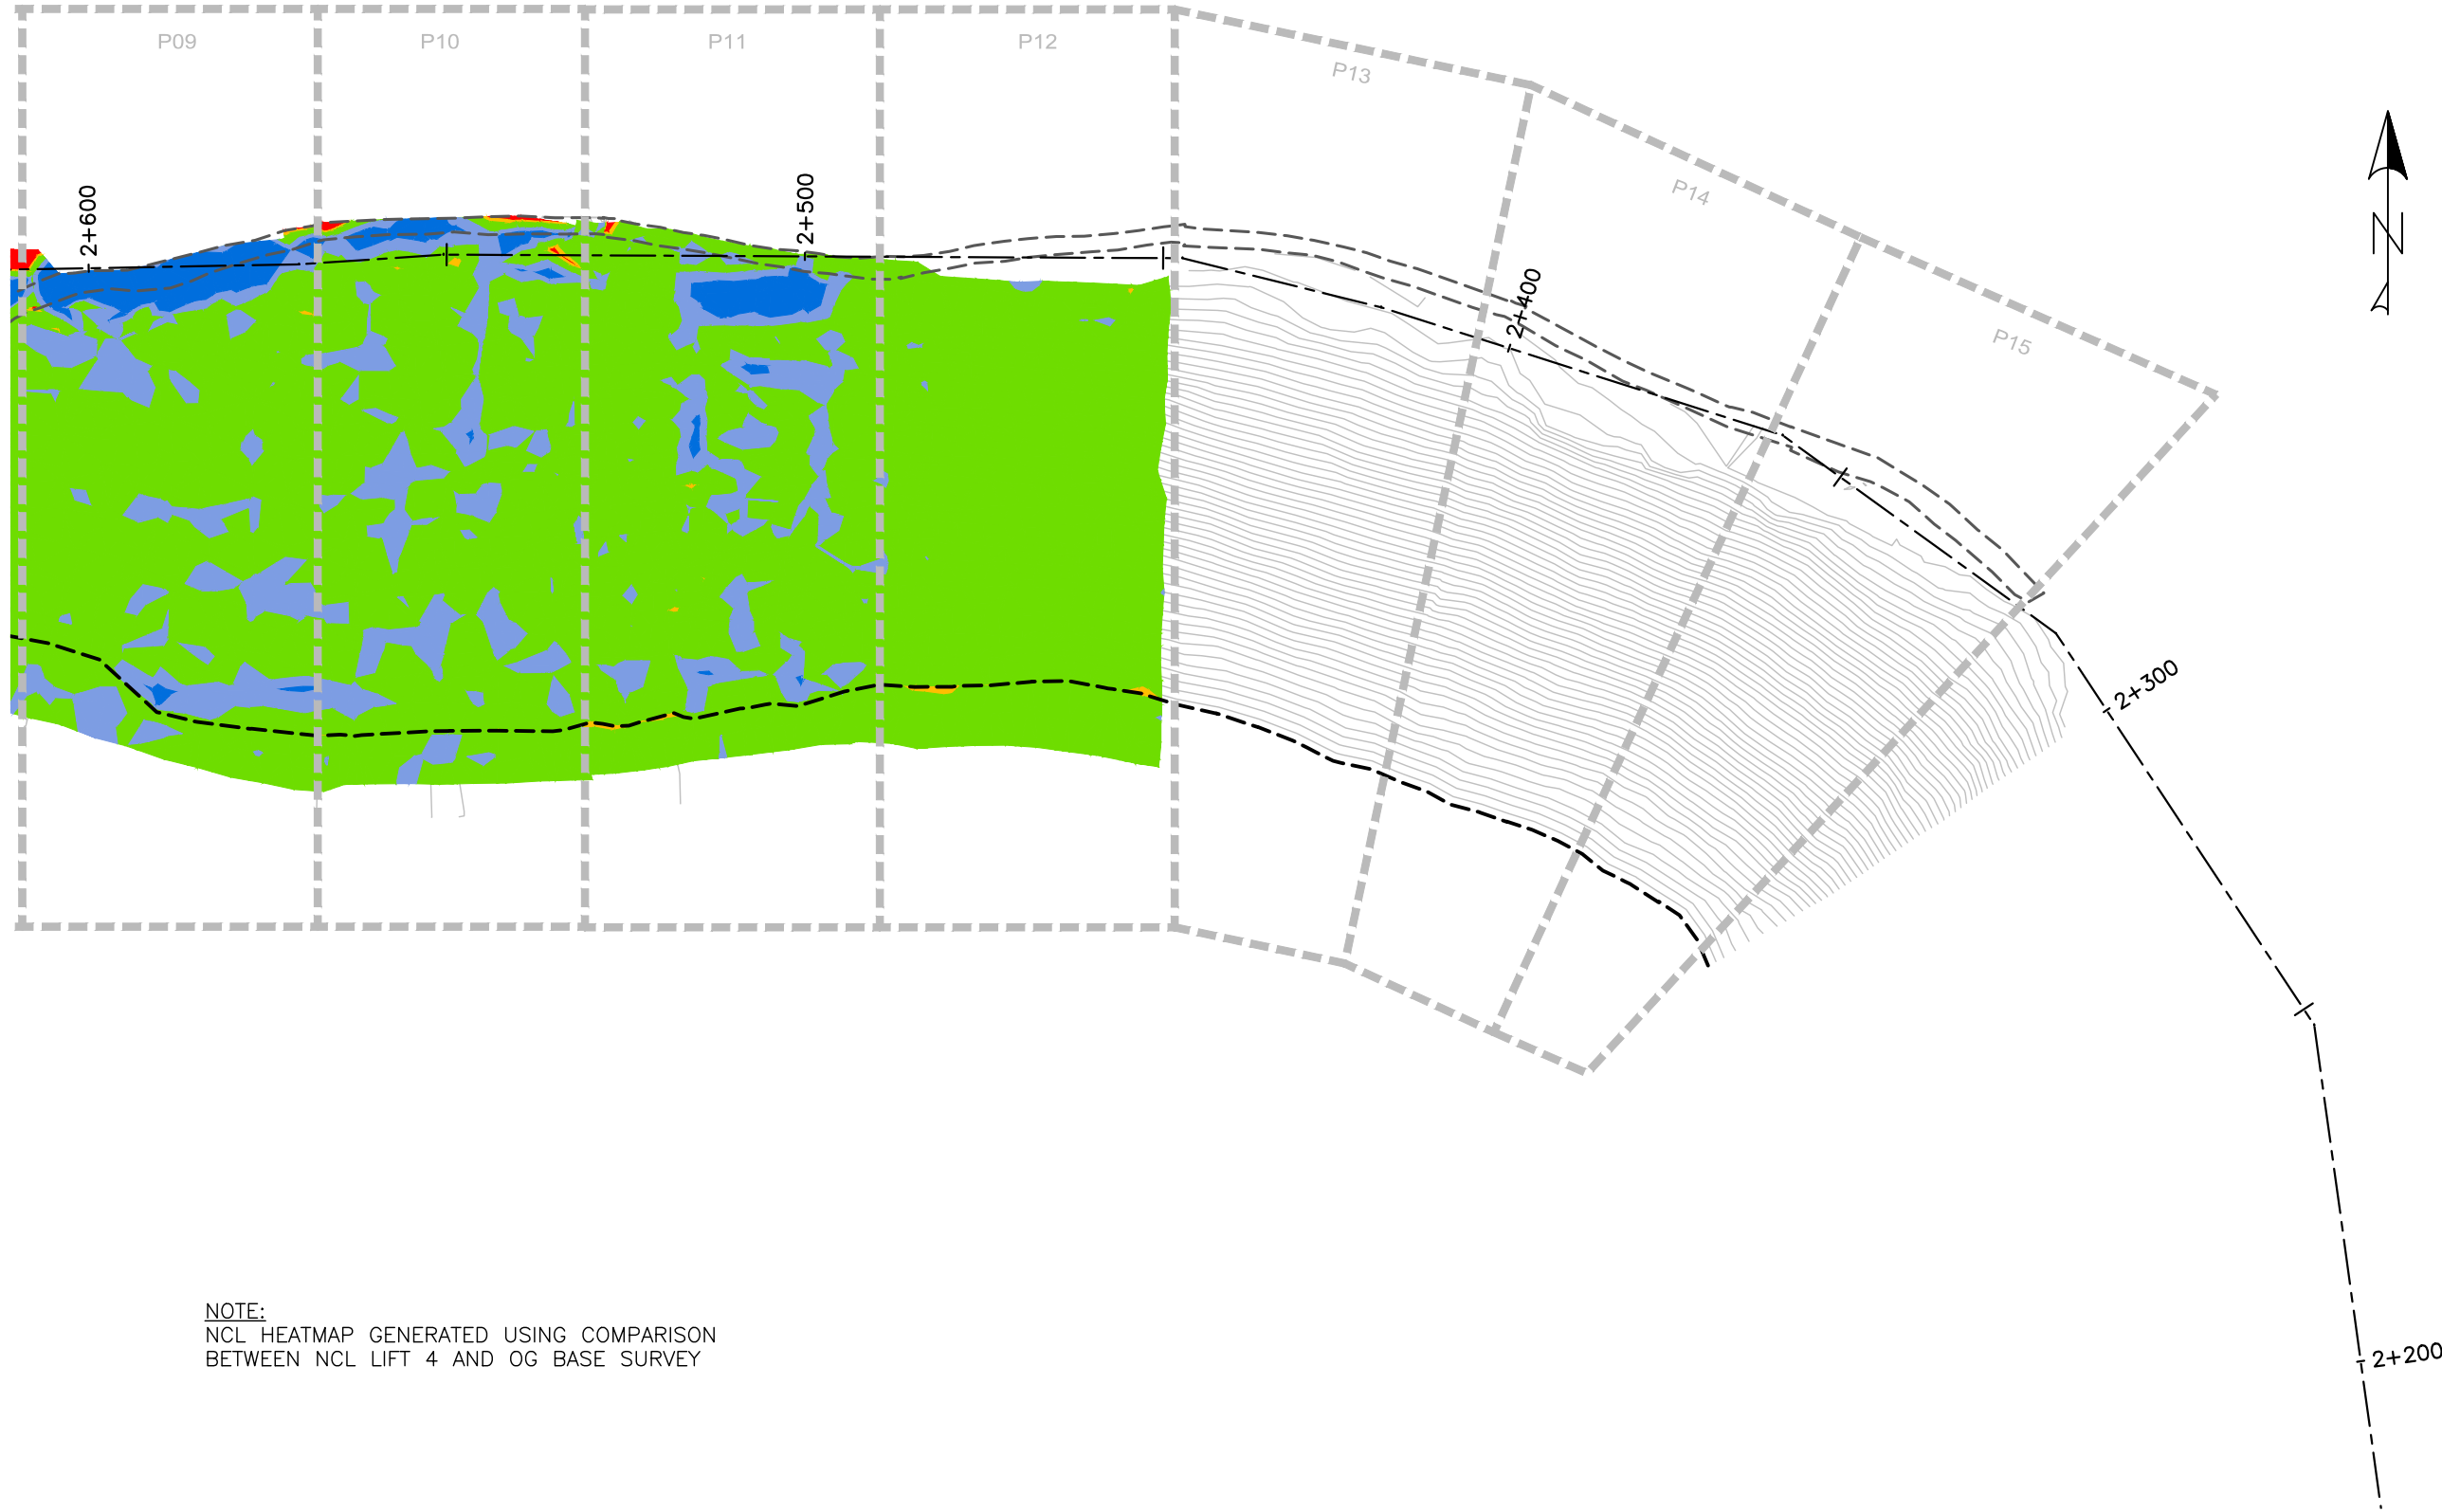 P09
P10
P11
P12
P13
P14
P15
2+600
2+500
2+400
2+300
2+200
N
NOTE:
NCL HEATMAP GENERATED USING COMPARISON
BETWEEN NCL LIFT 4 AND OG BASE SURVEY